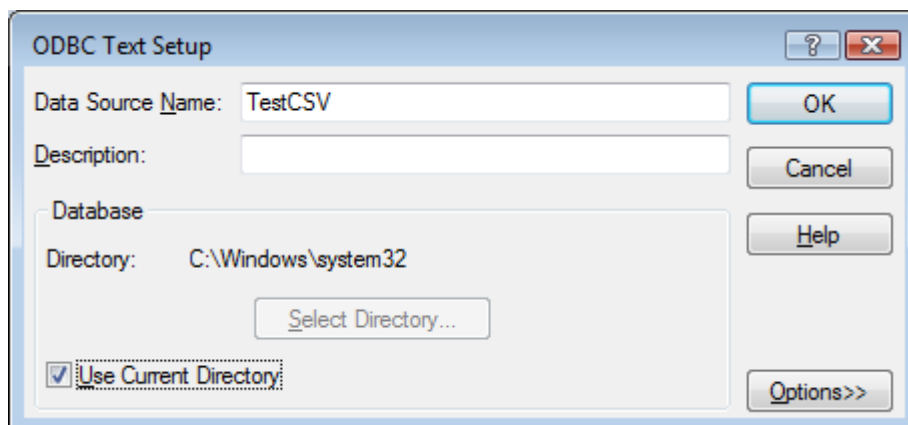 ODBC Text Setup
Data Source Name: TestCSV
OK
Description:
Cancel
Database
Help
Directory: C:\Windows\system32
Select Directory...
Use Current Directory
Options>>